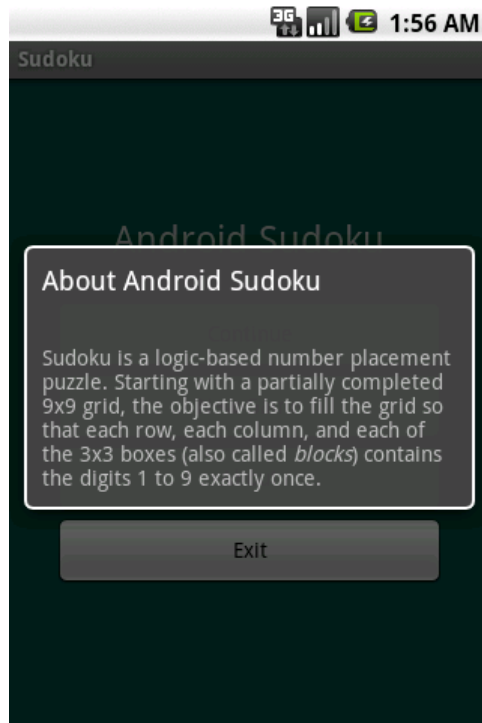 3G 1:56 AM
Sudoku
Android Sudoku
About Android Sudoku
Continue
Sudoku is a logic-based number placement
puzzle. Starting with a partially completed
9x9 grid, the objective is to fill the grid so
that each row, each column, and each of
the 3x3 boxes (also called blocks) contains
the digits 1 to 9 exactly once.
Exit